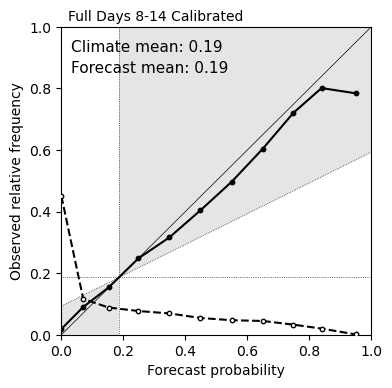 Full Days 8-14 Calibrated
Climate mean: 0.19
Forecast mean: 0.19
Observed relative frequency
1.0
0.8
0.6
0.4
0.2
0.0
0.0 0.2 0.4 0.6 0.8 1.0
Forecast probability